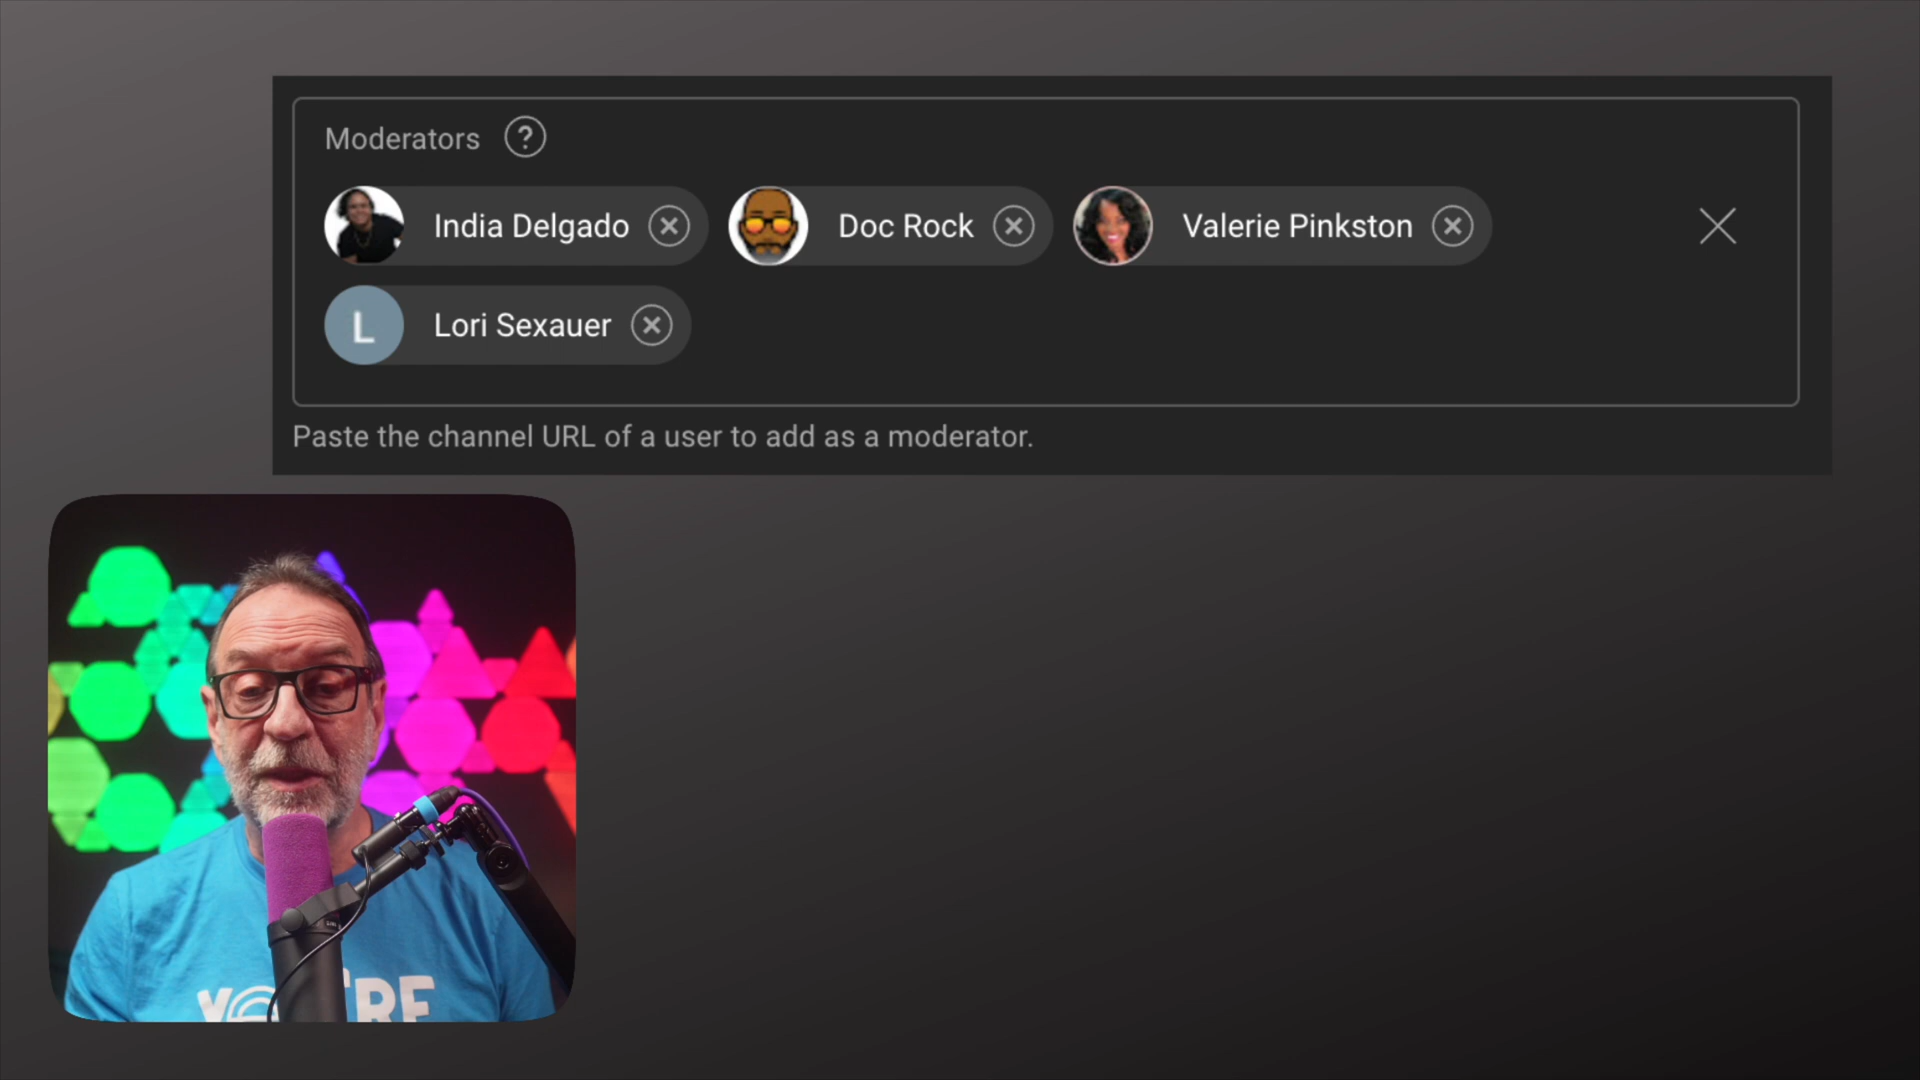 Moderators ?
India Delgado Doc Rock Valerie Pinkston
L Lori Sexauer
Paste the channel URL of a user to add as a moderator.